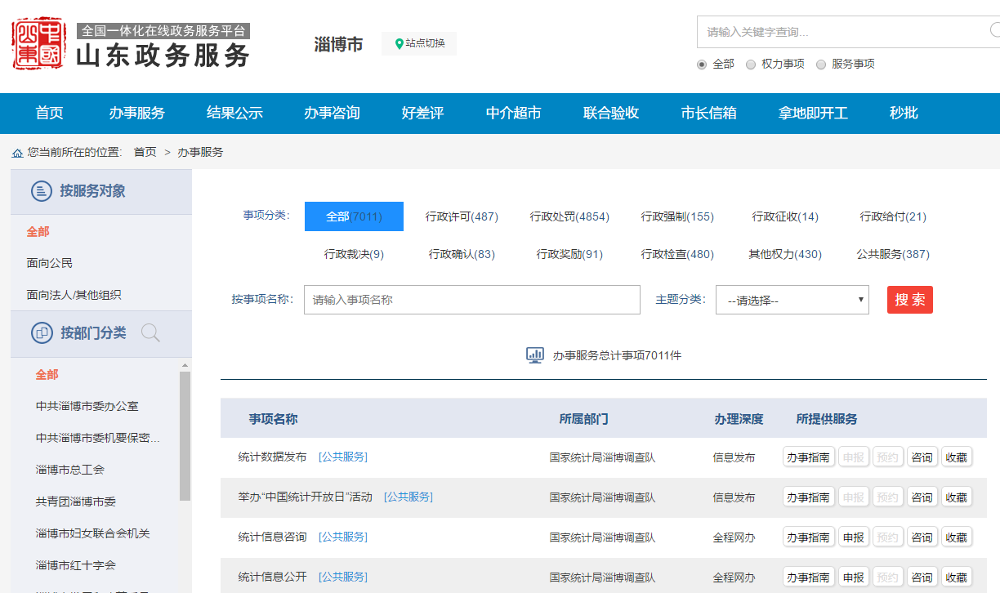 全国一体化在线政务服务平台
山东政务服务
淄博市
站点切换
请输入关键字查询...
全部 权力事项 服务事项
首页 办事服务 结果公示 办事咨询 好差评 中介超市 联合验收 市长信箱 拿地即开工 秒批
您当前所在的位置: 首页 > 办事服务
按服务对象
全部
面向公民
面向法人/其他组织
按部门分类
全部
中共淄博市委办公室
中共淄博市委机要保密...
淄博市总工会
共青团淄博市委
淄博市妇女联合会机关
淄博市红十字会
事项分类: 全部(7011) 行政许可(487) 行政处罚(4854) 行政强制(155) 行政征收(14) 行政给付(21)
行政裁决(9) 行政确认(83) 行政奖励(91) 行政检查(480) 其他权力(430) 公共服务(387)
按事项名称: 请输入事项名称 主题分类: --请选择-- 搜索
办事服务总计事项7011件
事项名称 所属部门 办理深度 所提供服务
统计数据发布 [公共服务] 国家统计局淄博调查队 信息发布 办事指南 申报 预约 咨询 收藏
举办“中国统计开放日”活动 [公共服务] 国家统计局淄博调查队 信息发布 办事指南 申报 预约 咨询 收藏
统计信息咨询 [公共服务] 国家统计局淄博调查队 全程网办 办事指南 申报 预约 咨询 收藏
统计信息公开 [公共服务] 国家统计局淄博调查队 全程网办 办事指南 申报 预约 咨询 收藏